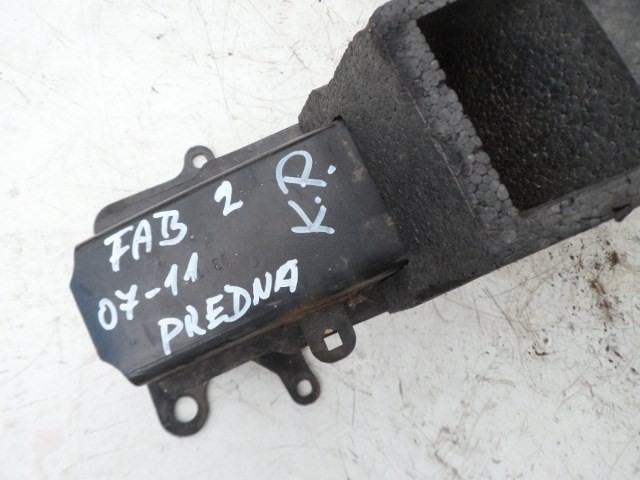 FAB 2 K.R.
07-11
PREDNA